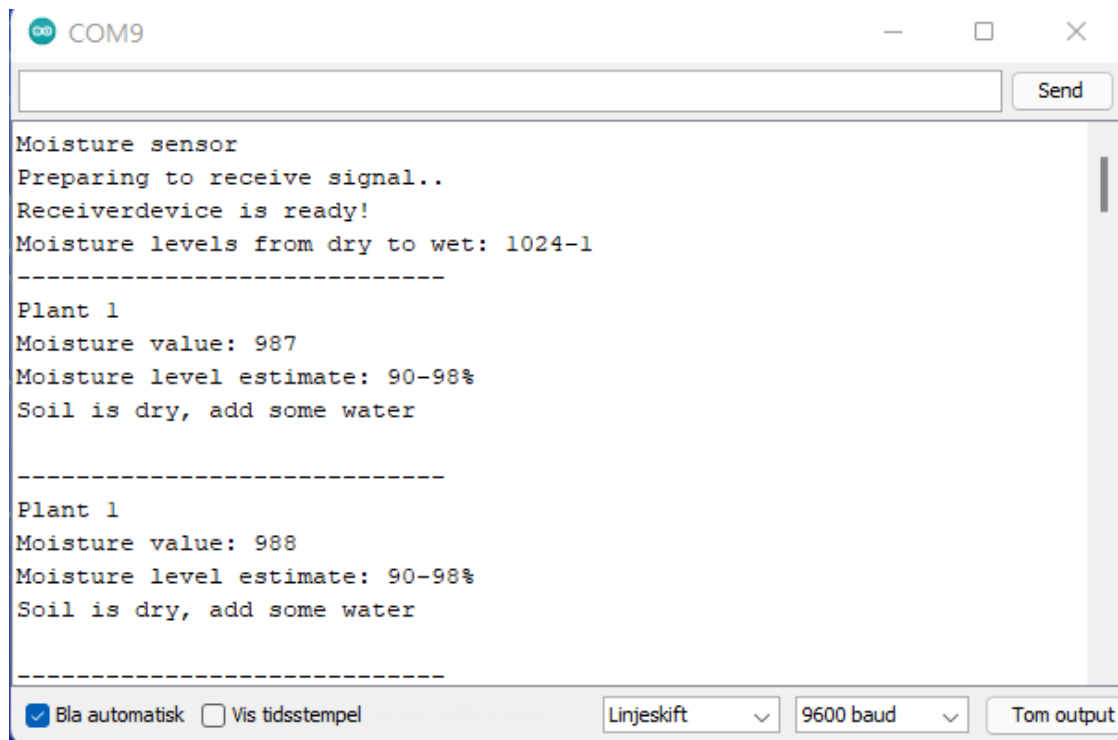 COM9
Send
Moisture sensor
Preparing to receive signal..
Receiverdevice is ready!
Moisture levels from dry to wet: 1024-1
-----------------------------
Plant 1
Moisture value: 987
Moisture level estimate: 90-98%
Soil is dry, add some water
-----------------------------
Plant 1
Moisture value: 988
Moisture level estimate: 90-98%
Soil is dry, add some water
-----------------------------
Bla automatisk Vis tidsstempel Linjeskift 9600 baud Tom output